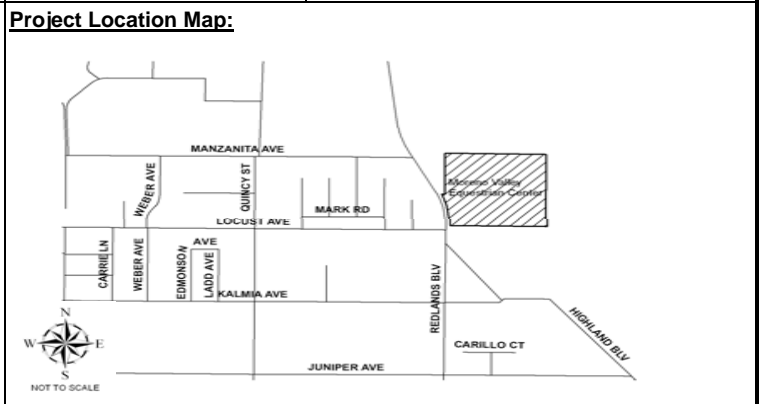 Project Location Map:
MANZANITA AVE
WEBER AVE
QUINCY ST
Moreno Valley
Equestrian Center
MARK RD
LOCUST AVE
CARRIE LN
WEBER AVE
EDMONSON
AVE
LADD AVE
KALMIA AVE
REDLANDS BLV
HIGHLAND BLV
N
W
E
S
NOT TO SCALE
CARILLO CT
JUNIPER AVE